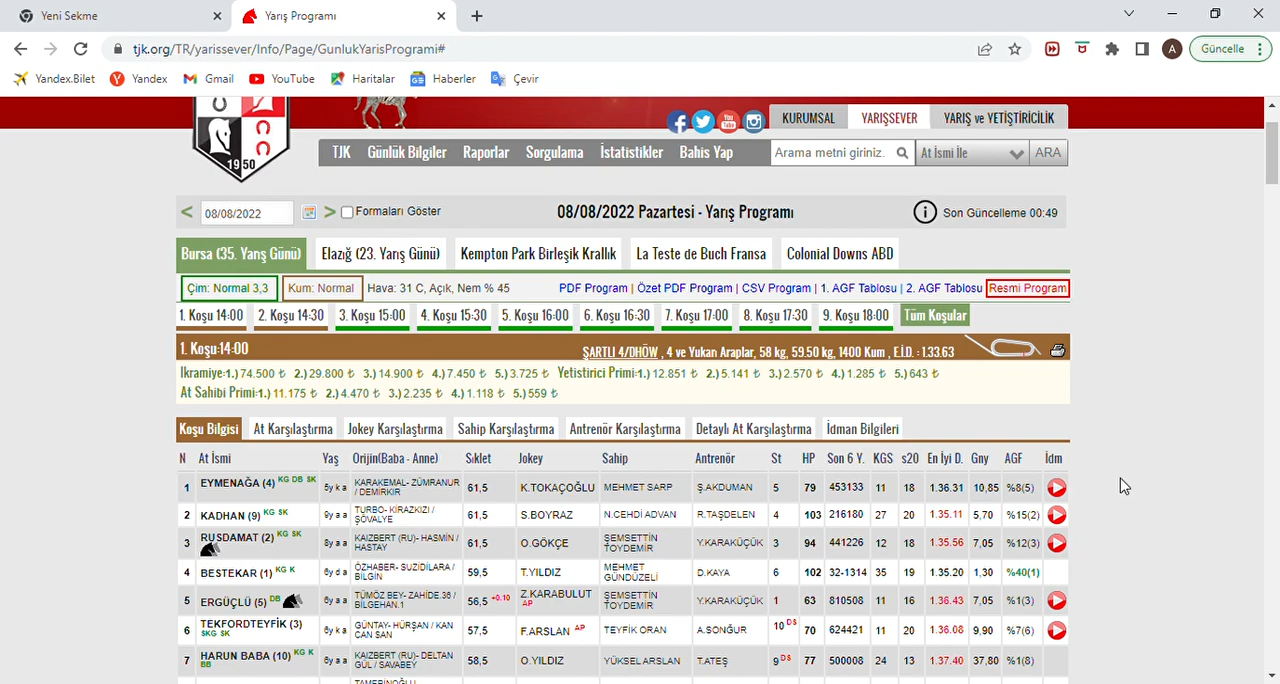 Yeni Sekme
Yarış Programı
tjk.org/TR/yarissever/Info/Page/GunlukYarisProgrami#
A
Güncelle
Yandex.Bilet
Yandex
Gmail
YouTube
Haritalar
Haberler
Çevir
1950
KURUMSAL
YARIŞSEVER
YARIŞ ve YETİŞTİRİCİLİK
TJK Günlük Bilgiler Raporlar Sorgulama İstatistikler Bahis Yap
Arama metni giriniz.
At İsmi İle
ARA
< 08/08/2022 > Formaları Göster
08/08/2022 Pazartesi - Yarış Programı
Son Güncelleme 00:49
Bursa (35. Yarış Günü) Elazığ (23. Yarış Günü) Kempton Park Birleşik Krallık La Teste de Buch Fransa Colonial Downs ABD
Çim: Normal 3,3 Kum: Normal Hava: 31 C, Açık, Nem % 45
PDF Program | Özet PDF Program | CSV Program | 1. AGF Tablosu | 2. AGF Tablosu Resmi Program
1. Koşu 14:00 2. Koşu 14:30 3. Koşu 15:00 4. Koşu 15:30 5. Koşu 16:00 6. Koşu 16:30 7. Koşu 17:00 8. Koşu 17:30 9. Koşu 18:00 Tüm Koşular
1. Koşu:14:00
ŞARTLI 4/DHÖW , 4 ve Yukarı Araplar, 58 kg, 59.50 kg, 1400 Kum , E.İ.D. : 1.33.63
Ikramiye:1.) 74.500 ₺ 2.) 29.800 ₺ 3.) 14.900 ₺ 4.) 7.450 ₺ 5.) 3.725 ₺ Yetistirici Primi:1.) 12.851 ₺ 2.) 5.141 ₺ 3.) 2.570 ₺ 4.) 1.285 ₺ 5.) 643 ₺
At Sahibi Primi:1.) 11.175 ₺ 2.) 4.470 ₺ 3.) 2.235 ₺ 4.) 1.118 ₺ 5.) 559 ₺
Koşu Bilgisi At Karşılaştırma Jokey Karşılaştırma Sahip Karşılaştırma Antrenör Karşılaştırma Detaylı At Karşılaştırma İdman Bilgileri
N At İsmi Yaş Orijin(Baba - Anne) Sıklet Jokey Sahip Antrenör St HP Son 6 Y. KGS s20 En İyi D. Gny AGF İdm
1 EYMENAĞA (4) KG DB SK 5y k a KARAKEMAL- ZÜMRANUR / DEMİRKIR 61,5 K.TOKAÇOĞLU MEHMET SARP Ş.AKDUMAN 5 79 453133 11 18 1.36.31 10,85 %8(5)
2 KADHAN (9) KG SK 9y a a TURBO- KİRAZKIZI / ŞÖVALYE 61,5 S.BOYRAZ N.CEHDİ ADVAN R.TAŞDELEN 4 103 216180 27 20 1.35.11 5,70 %15(2)
3 RUSDAMAT (2) KG SK 8y a a KAIZBERT (RU)- HASMİN / HASTAY 61,5 O.GÖKÇE ŞEMSETTİN TOYDEMİR Y.KARAKÜÇÜK 3 94 441226 12 18 1.35.56 7,05 %12(3)
4 BESTEKAR (1) KG K 6y d a ÖZHABER- SUZİDİLARA / BİLGİN 59,5 T.YILDIZ MEHMET GÜNDÜZELİ D.KAYA 6 102 32-1314 35 19 1.35.20 1,30 %40(1)
5 ERGÜÇLÜ (5) DB 8y a a TÜMÖZ BEY- ZAHİDE.36 / BİLGEHAN.1 56,5 +0.10 Z.KARABULUT AP ŞEMSETTİN TOYDEMİR Y.KARAKÜÇÜK 1 63 810508 11 16 1.36.43 7,05 %1(3)
6 TEKFORDTEYFİK (3) SKG SK 6y k a GÜNTAY- HÜRŞAN / KAN CAN SAN 57,5 F.ARSLAN AP TEYFİK ORAN A.SONĞUR 10 DS 70 624421 11 20 1.36.08 9,90 %7(6)
7 HARUN BABA (10) KG K BB 6y a a KAIZBERT (RU)- DELTAN GÜL / SAVABEY 58,5 O.YILDIZ YÜKSEL ARSLAN T.ATEŞ 9 DS 77 500008 24 13 1.37.40 37,80 %1(8)